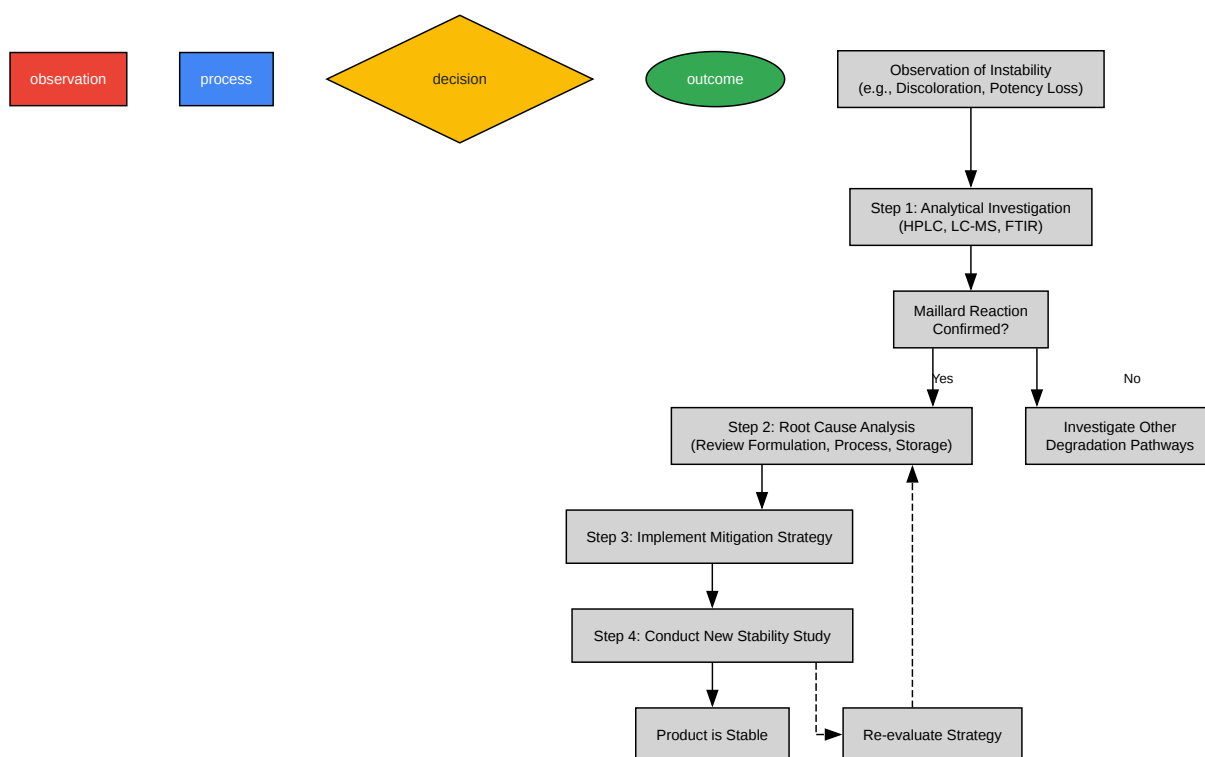 observation
process
decision
outcome
Observation of Instability
(e.g., Discoloration, Potency Loss)
Step 1: Analytical Investigation
(HPLC, LC-MS, FTIR)
Maillard Reaction
Confirmed?
Yes
No
Step 2: Root Cause Analysis
(Review Formulation, Process, Storage)
Investigate Other
Degradation Pathways
Step 3: Implement Mitigation Strategy
Step 4: Conduct New Stability Study
Product is Stable
Re-evaluate Strategy